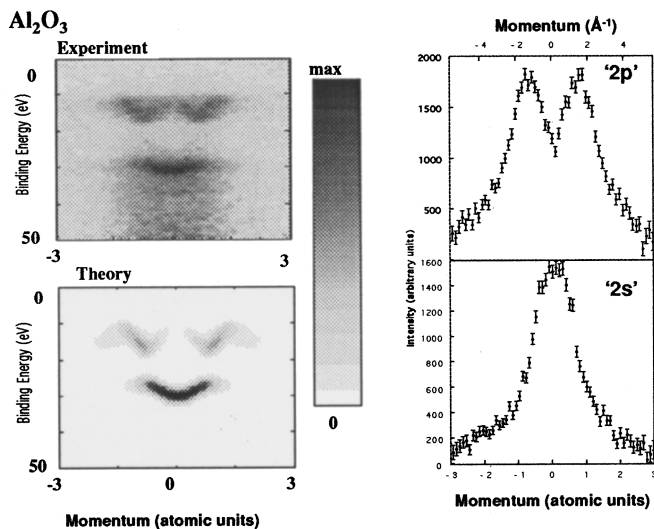 Al₂O₃
Experiment
0
Binding Energy (eV)
50
-3
3
max
0
Theory
0
Binding Energy (eV)
50
-3
0
3
Momentum (atomic units)
Momentum (Å⁻¹)
-4 -2 0 2 4
2000
1500
1000
500
'2p'
Intensity (arbitrary units)
1600
1400
1200
1000
800
600
400
200
0
'2s'
-3 -2 -1 0 1 2 3
Momentum (atomic units)